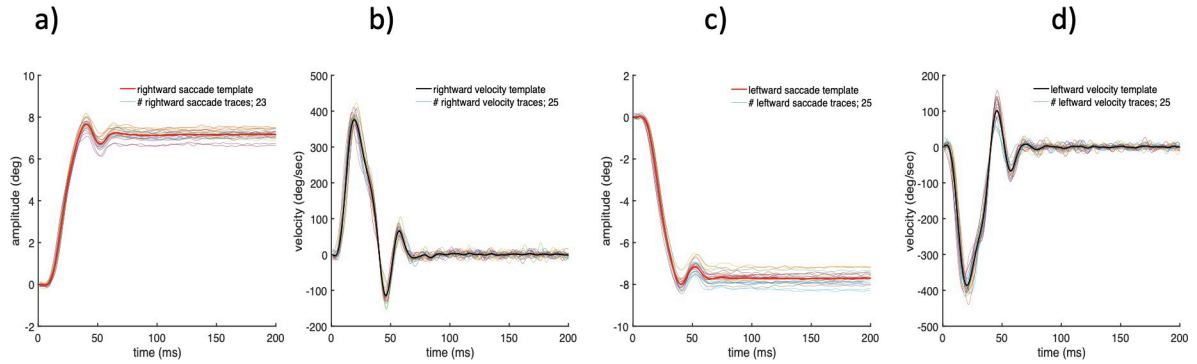 a)
b)
c)
d)
10
8
6
4
2
0
-2
amplitude (deg)
rightward saccade template
# rightward saccade traces; 23
0 50 100 150 200
time (ms)
500
400
300
200
100
0
-100
-200
velocity (deg/sec)
rightward velocity template
# rightward velocity traces; 25
0 50 100 150 200
time (ms)
2
0
-2
-4
-6
-8
-10
amplitude (deg)
leftward saccade template
# leftward saccade traces; 25
0 50 100 150 200
time (ms)
200
100
0
-100
-200
-300
-400
-500
velocity (deg/sec)
leftward velocity template
# leftward velocity traces; 25
0 50 100 150 200
time (ms)